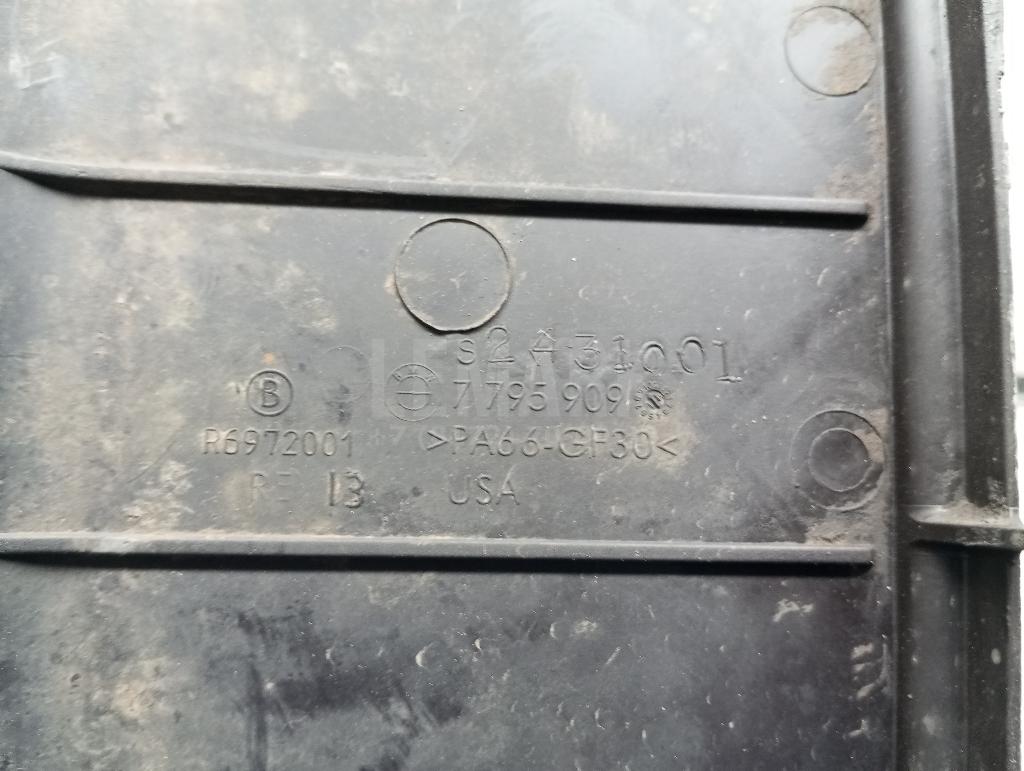 S2431001
B
7 795 909
R6972001 >PA66-GF30<
RE 13 USA